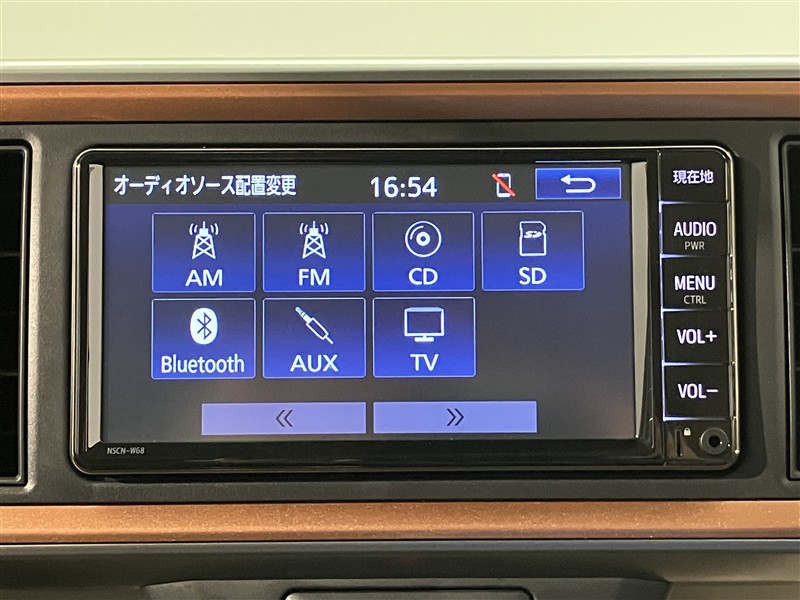 オーディオソース配置変更
16:54
現在地
AUDIO
PWR
MENU
CTRL
VOL+
VOL-
AM
FM
CD
SD
SD
Bluetooth
AUX
TV
NSCN-W68